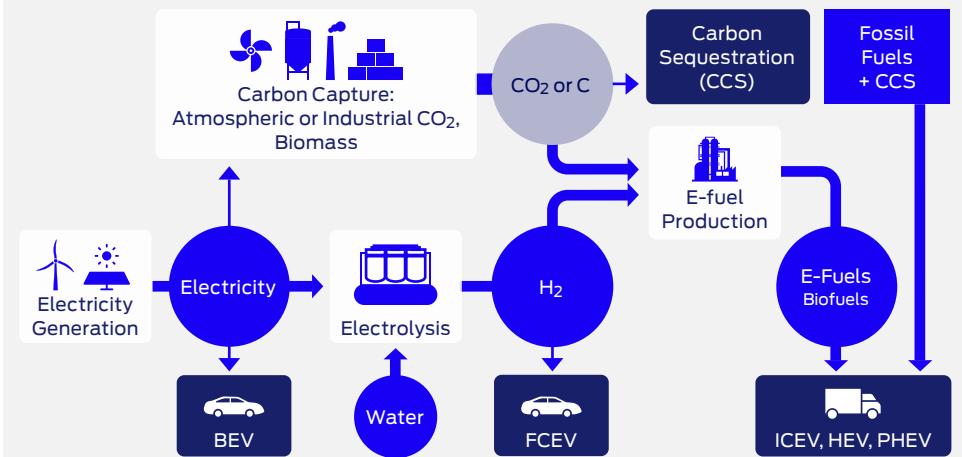 Carbon Capture:
Atmospheric or Industrial CO₂,
Biomass
CO₂ or C
Carbon
Sequestration
(CCS)
Fossil
Fuels
+ CCS
E-fuel
Production
Electricity
Generation
Electricity
Electrolysis
H₂
E-Fuels
Biofuels
BEV
Water
FCEV
ICEV, HEV, PHEV